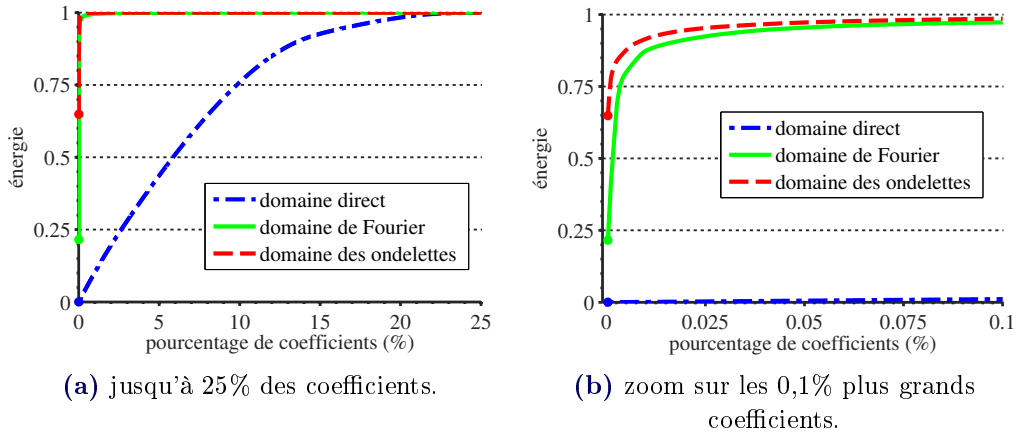 1
0.75
0.5
0.25
0
énergie
domaine direct
domaine de Fourier
domaine des ondelettes
0 5 10 15 20 25
pourcentage de coefficients (%)
(a) jusqu'à 25% des coefficients.
1
0.75
0.5
0.25
0
énergie
domaine direct
domaine de Fourier
domaine des ondelettes
0 0.025 0.05 0.075 0.1
pourcentage de coefficients (%)
(b) zoom sur les 0,1% plus grands
coefficients.